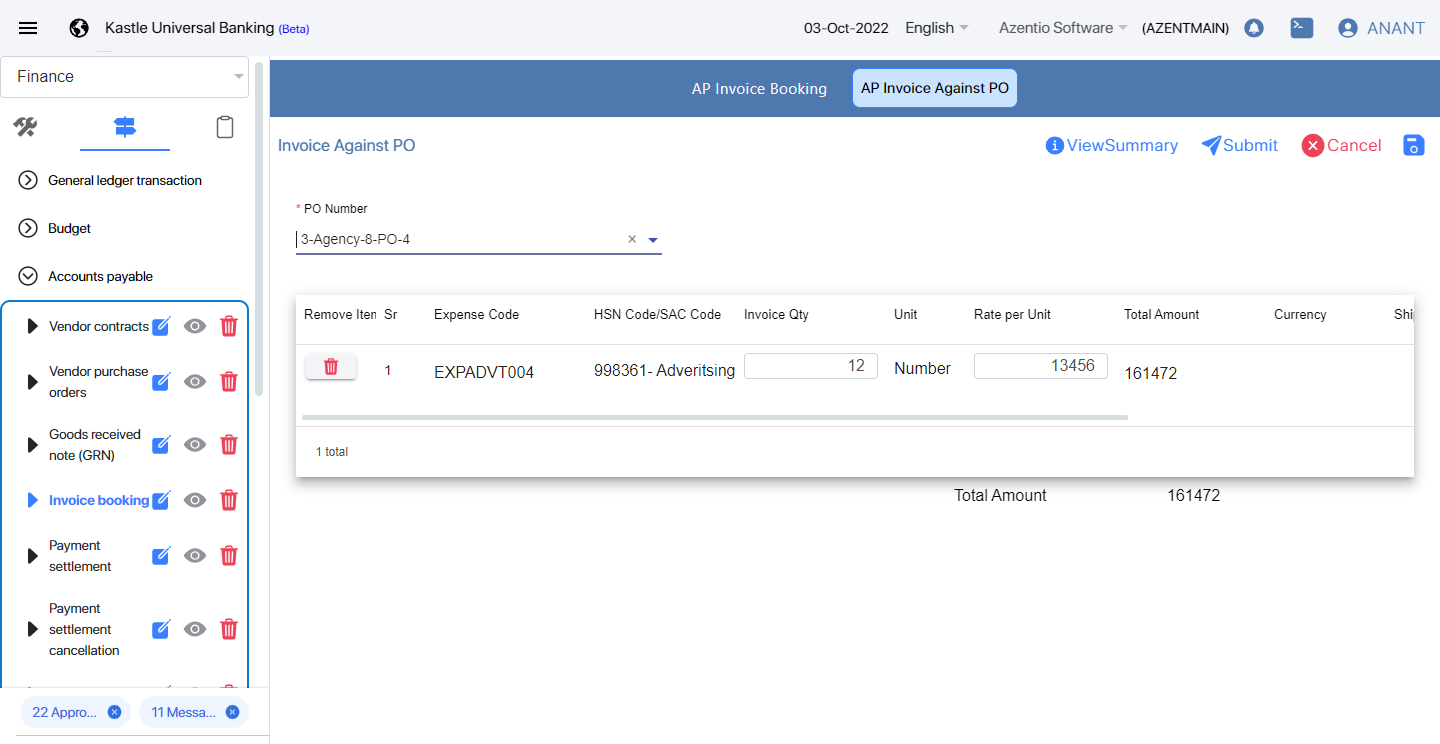 Kastle Universal Banking (Beta)
03-Oct-2022
English
Azentio Software
(AZENTMAIN)
ANANT
Finance
AP Invoice Booking
AP Invoice Against PO
Invoice Against PO
ViewSummary
Submit
Cancel
General ledger transaction
Budget
Accounts payable
Vendor contracts
Vendor purchase
orders
Goods received
note (GRN)
Invoice booking
Payment
settlement
Payment
settlement
cancellation
22 Appro...
11 Messa...
* PO Number
3-Agency-8-PO-4
Remove Iten Sr Expense Code HSN Code/SAC Code Invoice Qty Unit Rate per Unit Total Amount Currency Shi
1 EXPADVT004 998361- Adveritsing 12 Number 13456 161472
1 total
Total Amount 161472